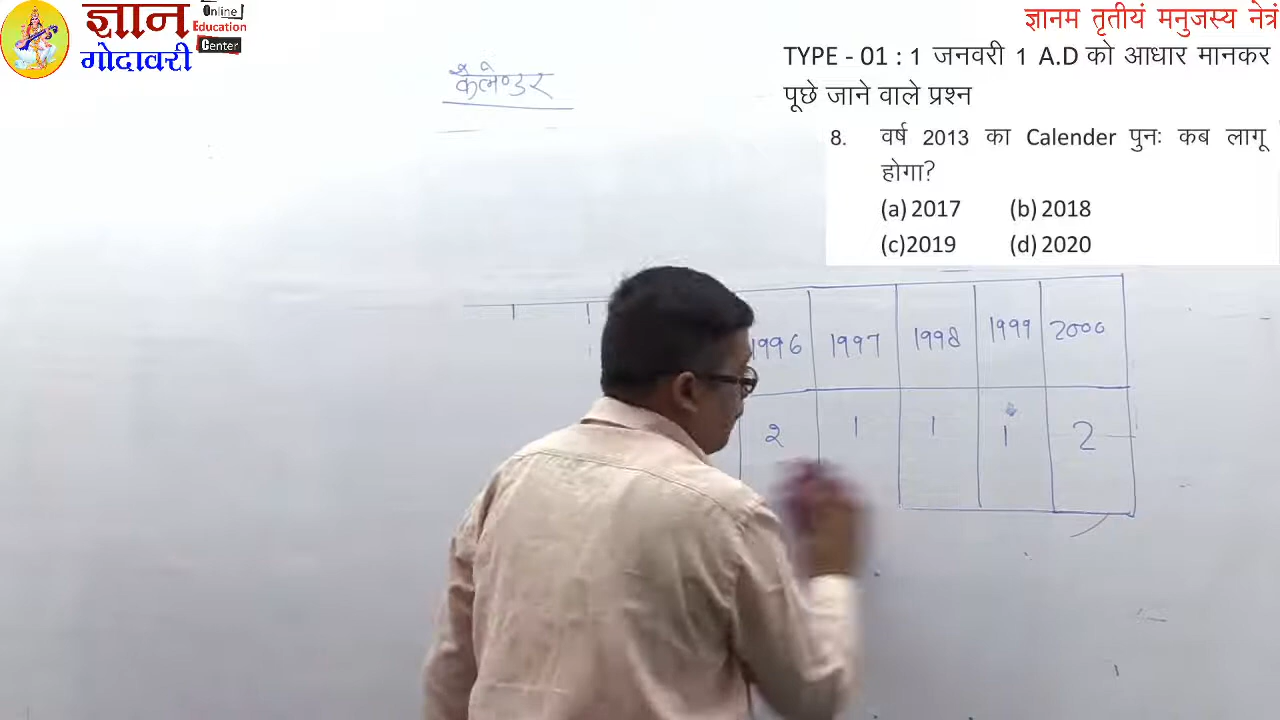 ज्ञान
गोदावरी
Online
Education
Center
ज्ञानम तृतीयं मनुजस्य नेत्रं
TYPE - 01 : 1 जनवरी 1 A.D को आधार मानकर
पूछे जाने वाले प्रश्न
8. वर्ष 2013 का Calender पुनः कब लागू
होगा?
(a) 2017 (b) 2018
(c)2019 (d) 2020
कैलेण्डर
1996 1997 1998 1999 2000
2 1 1 1 2